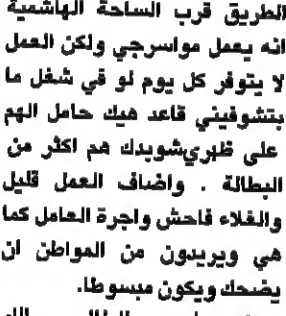 الطريق قرب الساحة الهاشمية
انه يعمل مواسرجي ولكن العمل
لا يتوفر كل يوم لو في شغل ما
بتشوفيني قاعد هيك حامل الهم
على ظهري شوبدك هم اكثر من
البطالة . واضاف العمل قليل
والغلاء فاحش واجرة العامل كما
هي ويريدون من المواطن ان
يضحك ويكون مبسوطا.